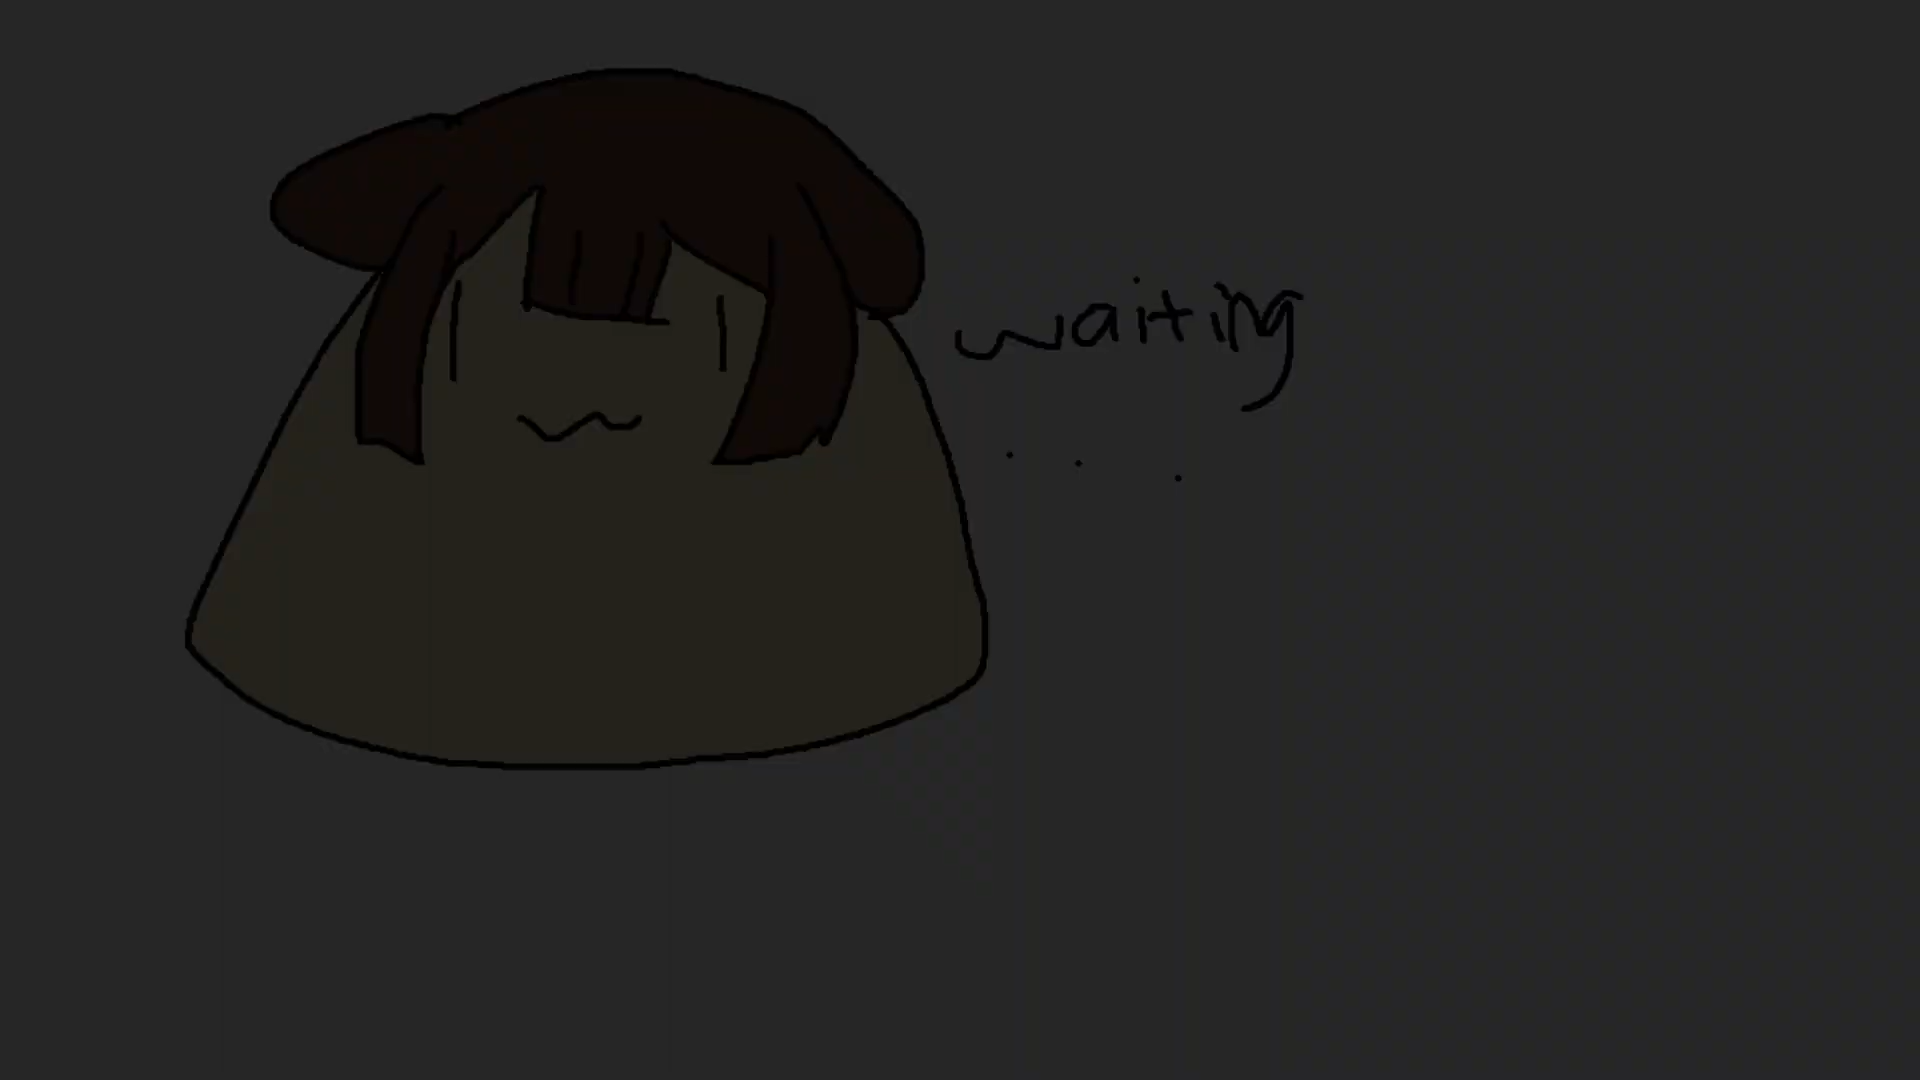 waiting
. . .